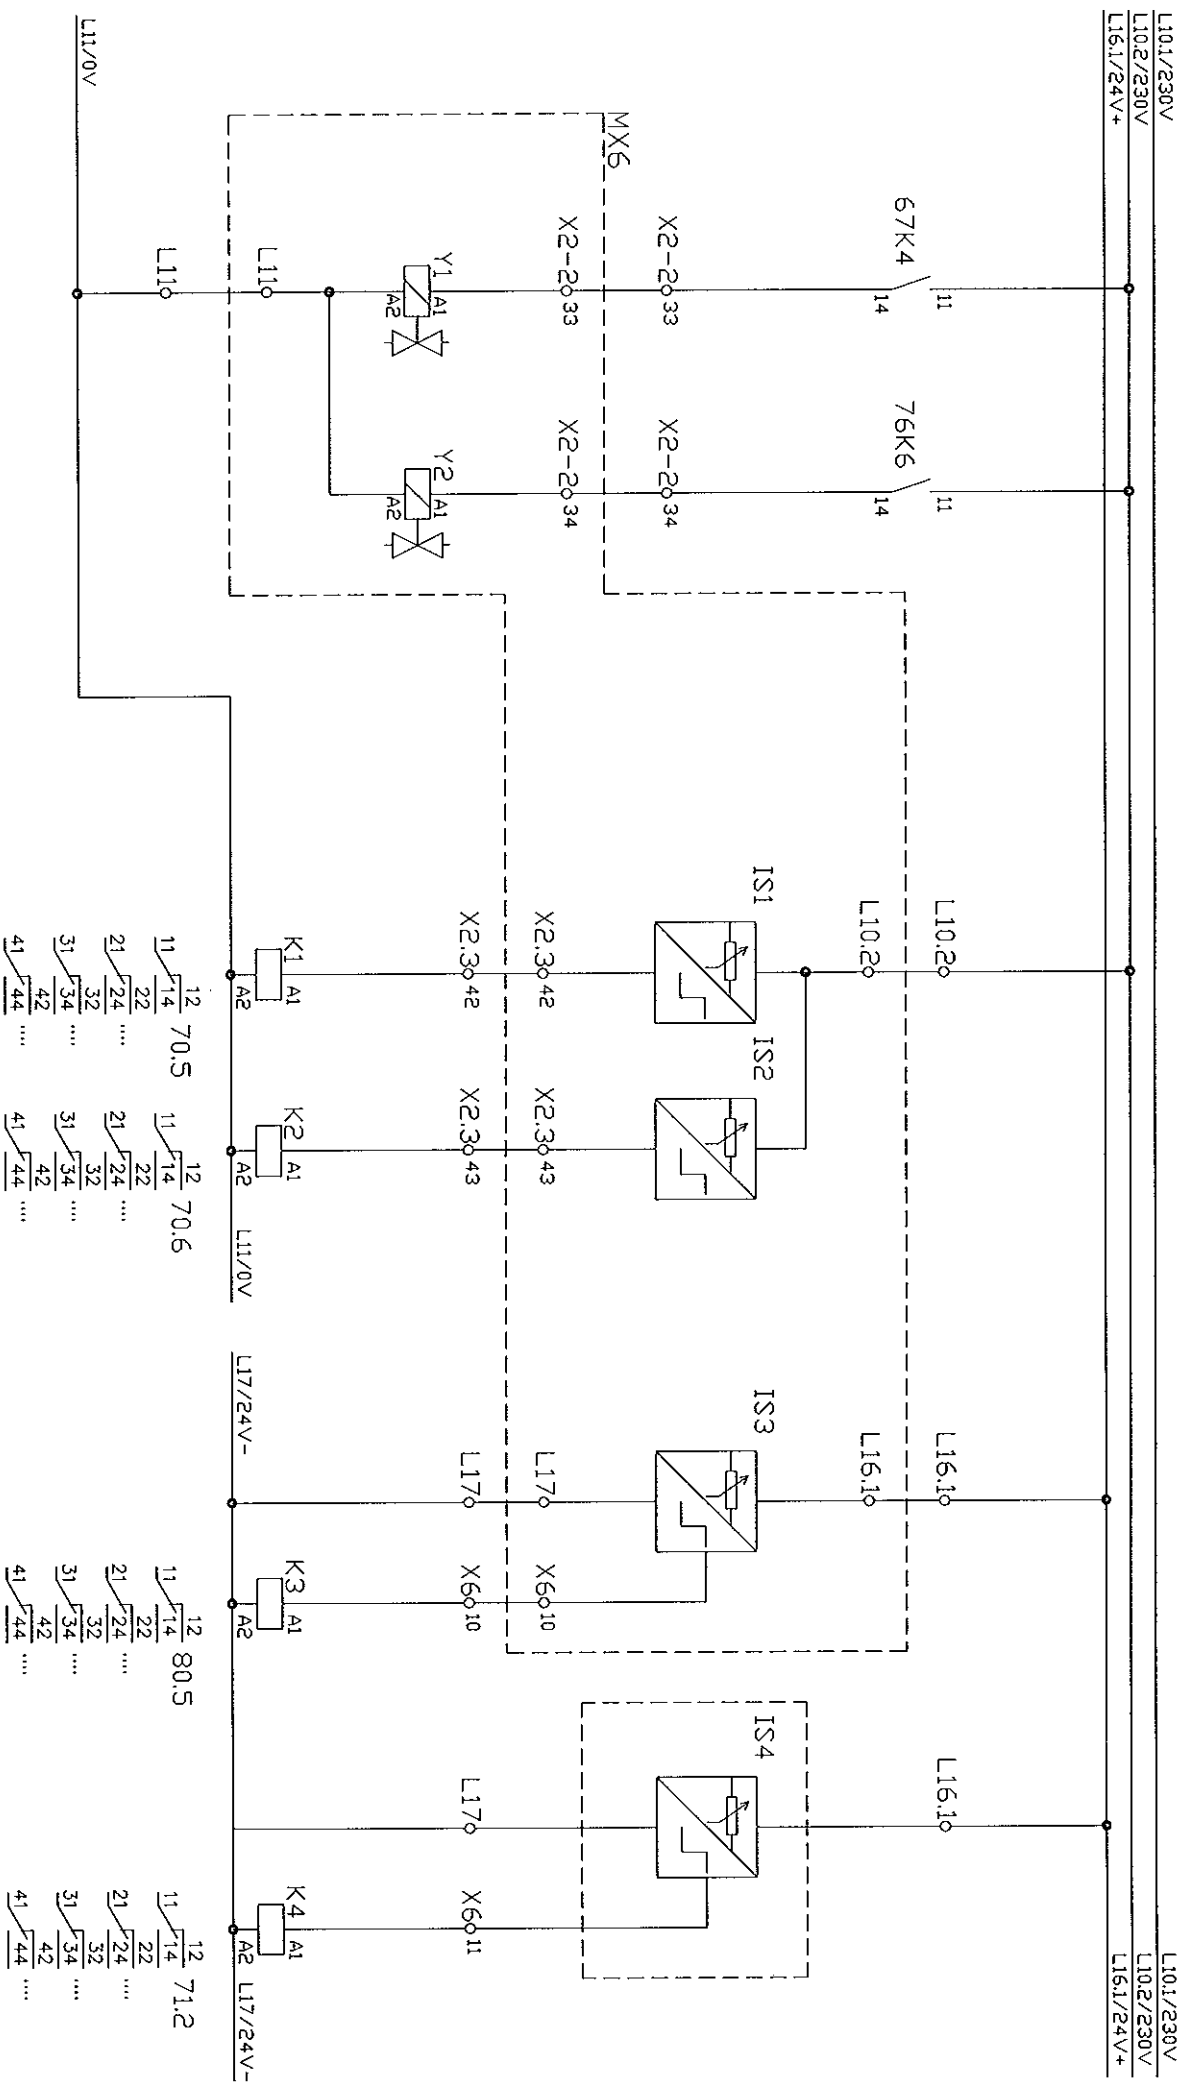 L10.1/230V
L10.2/230V
L16.1/24V+
L10.1/230V
L10.2/230V
L16.1/24V+
67K4
11
14
76K6
11
14
X2-2 33
X2-2 34
MX6
X2-2 33
X2-2 34
Y1
A1
A2
Y2
A1
A2
L11
L11
L11/0V
L10.2
L10.2
IS1
IS2
X2.3 42
X2.3 43
X2.3 42
X2.3 43
K1
A1
A2
K2
A1
A2
L11/0V
L16.1
L16.1
IS3
L17
X6 10
L17
X6 10
L17/24V-
K3
A1
A2
L16.1
IS4
L17
X6 11
K4
A1
A2
L17/24V-
12
11 14 70.5
22
21 24 ....
32
31 34 ....
42
41 44 ....
12
11 14 70.6
22
21 24 ....
32
31 34 ....
42
41 44 ....
12
11 14 80.5
22
21 24 ....
32
31 34 ....
42
41 44 ....
12
11 14 71.2
22
21 24 ....
32
31 34 ....
42
41 44 ....